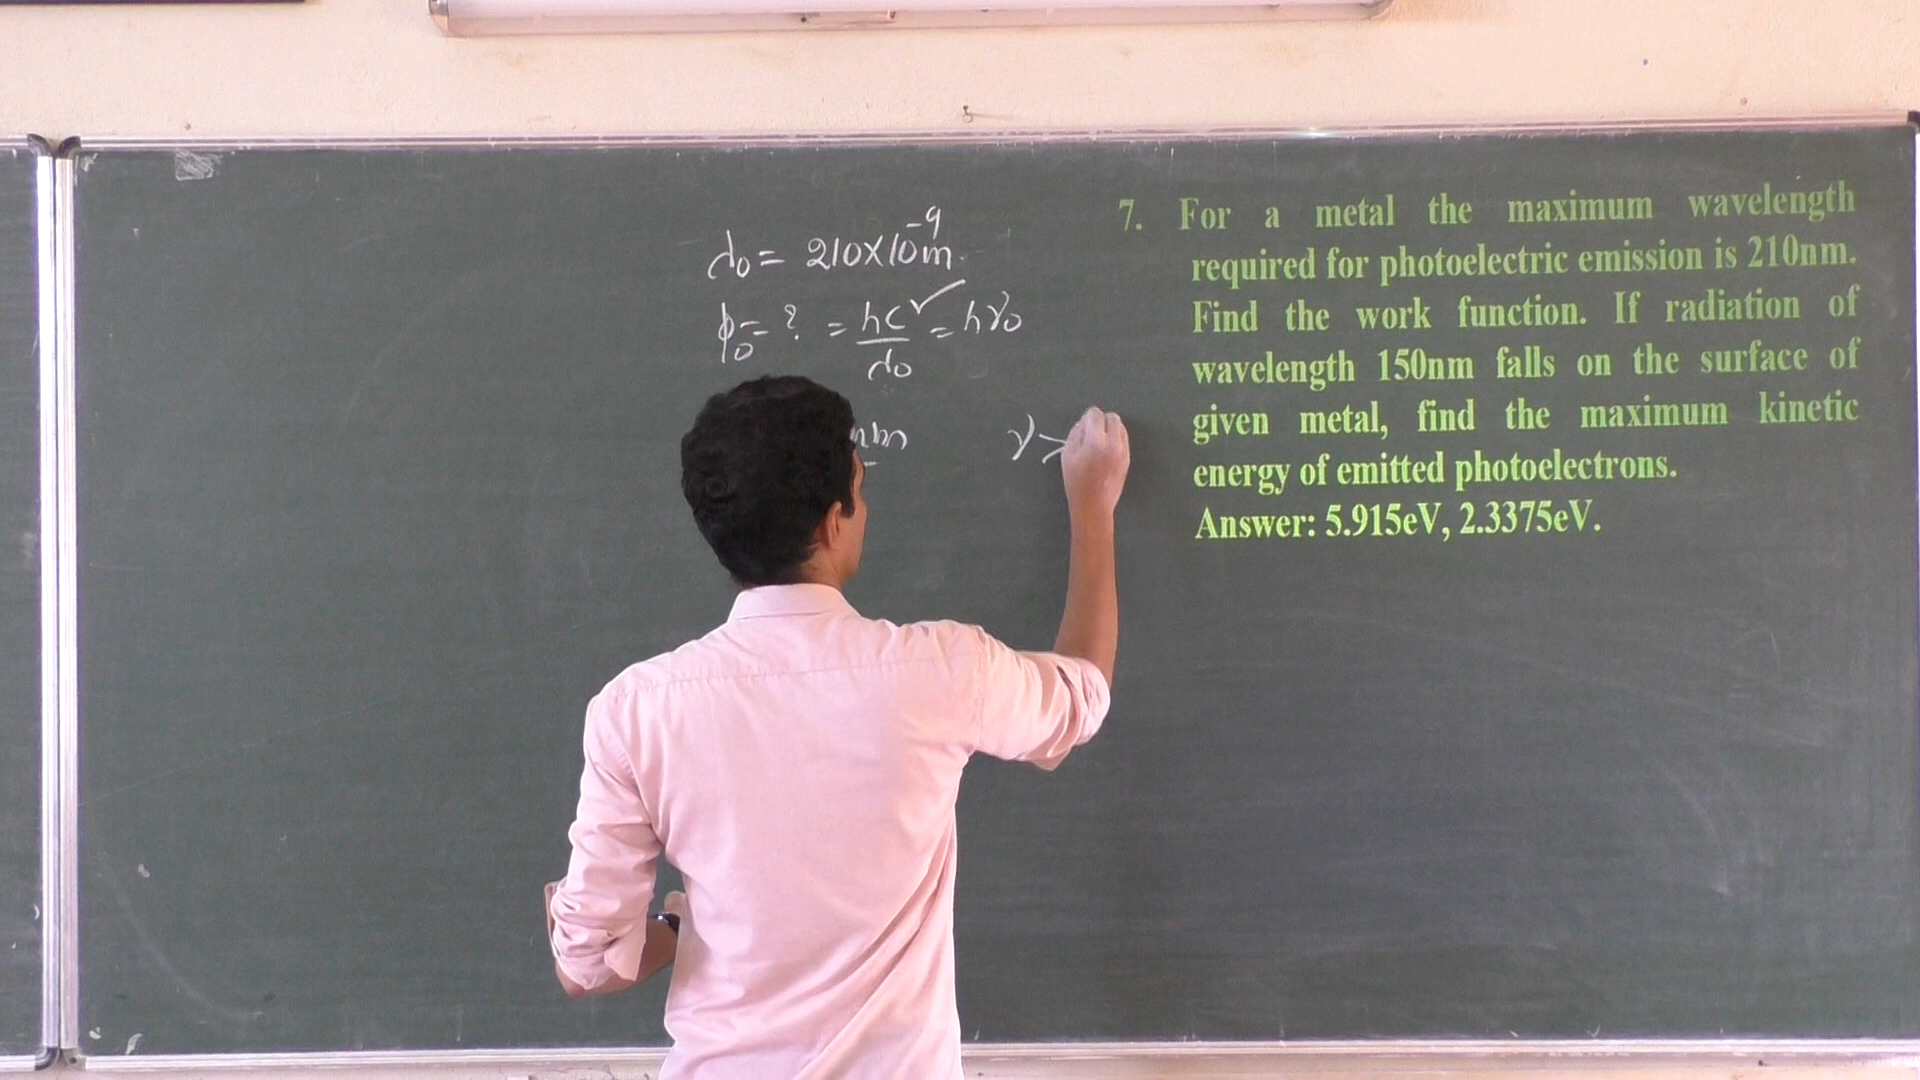 λ₀ = 210×10⁻⁹m.
ϕ₀ = ? = hc/λ₀ = hν₀
nm
ν >
7. For a metal the maximum wavelength
required for photoelectric emission is 210nm.
Find the work function. If radiation of
wavelength 150nm falls on the surface of
given metal, find the maximum kinetic
energy of emitted photoelectrons.
Answer: 5.915eV, 2.3375eV.